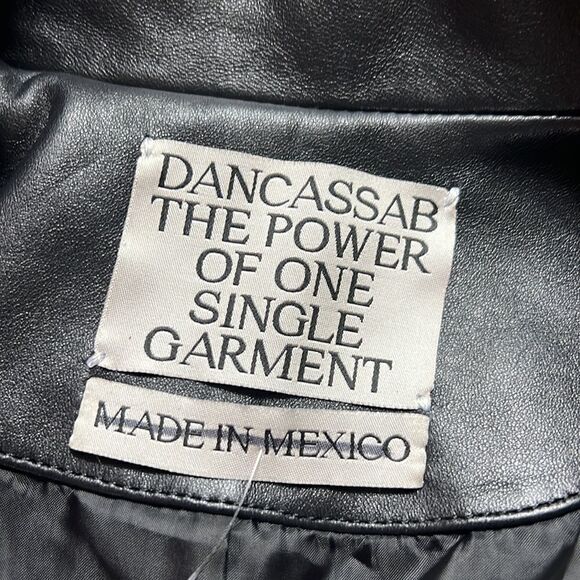 DANCASSAB
THE POWER
OF ONE
SINGLE
GARMENT
MADE IN MEXICO